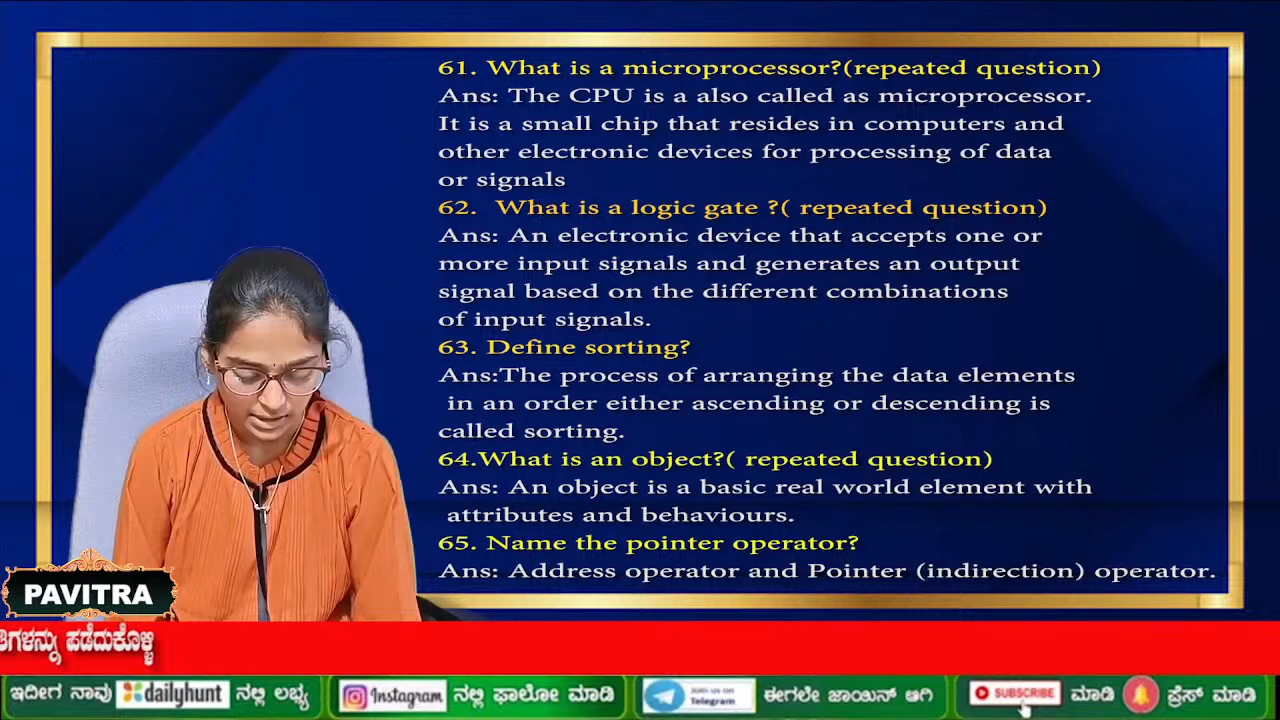 61. What is a microprocessor?(repeated question)
Ans: The CPU is a also called as microprocessor.
It is a small chip that resides in computers and
other electronic devices for processing of data
or signals
62. What is a logic gate ?( repeated question)
Ans: An electronic device that accepts one or
more input signals and generates an output
signal based on the different combinations
of input signals.
63. Define sorting?
Ans:The process of arranging the data elements
in an order either ascending or descending is
called sorting.
64.What is an object?( repeated question)
Ans: An object is a basic real world element with
attributes and behaviours.
65. Name the pointer operator?
Ans: Address operator and Pointer (indirection) operator.
PAVITRA
ತಿಗಳನ್ನು ಪಡೆದುಕೊಳ್ಳಿ
ಇದೀಗ ನಾವು dailyhunt ನಲ್ಲಿ ಲಭ್ಯ
Instagram ನಲ್ಲಿ ಫಾಲೋ ಮಾಡಿ
Join us on
Telegram
ಈಗಲೇ ಜಾಯಿನ್ ಆಗಿ
SUBSCRIBE ಮಾಡಿ ಪ್ರೆಸ್ ಮಾಡಿ